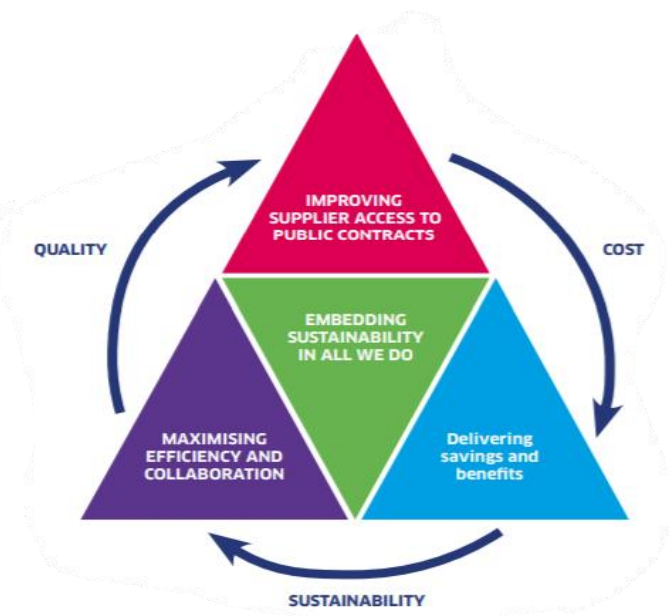 IMPROVING
SUPPLIER ACCESS TO
PUBLIC CONTRACTS
QUALITY
COST
EMBEDDING
SUSTAINABILITY
IN ALL WE DO
MAXIMISING
EFFICIENCY AND
COLLABORATION
Delivering
savings and
benefits
SUSTAINABILITY